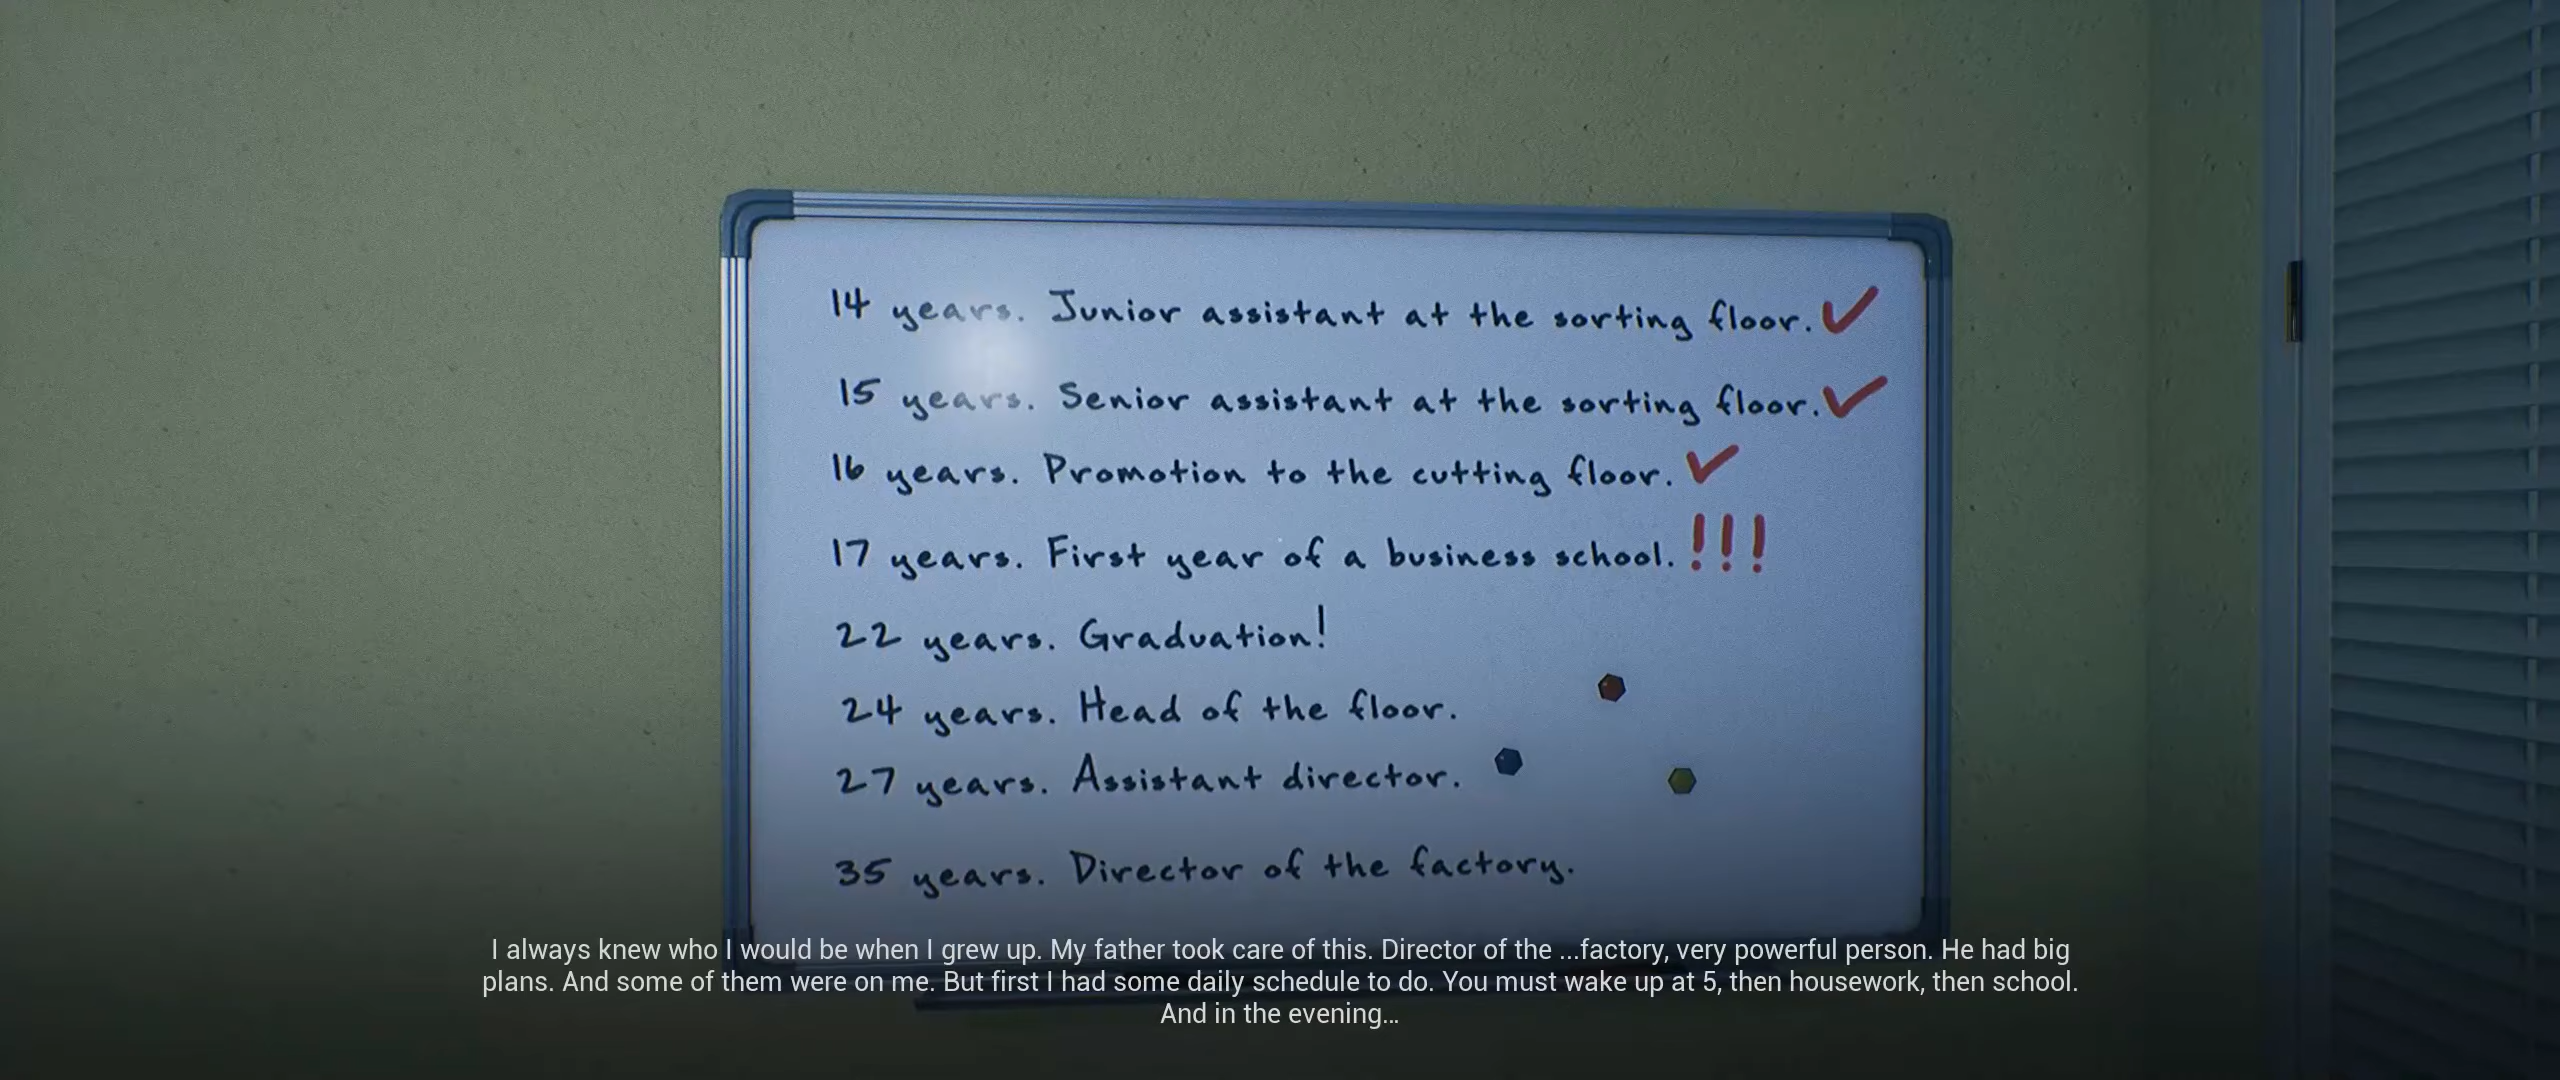 14 years. Junior assistant at the sorting floor.
15 years. Senior assistant at the sorting floor.
16 years. Promotion to the cutting floor.
17 years. First year of a business school. !!!
22 years. Graduation!
24 years. Head of the floor.
27 years. Assistant director.
35 years. Director of the factory.
I always knew who I would be when I grew up. My father took care of this. Director of the ...factory, very powerful person. He had big
plans. And some of them were on me. But first I had some daily schedule to do. You must wake up at 5, then housework, then school.
And in the evening...